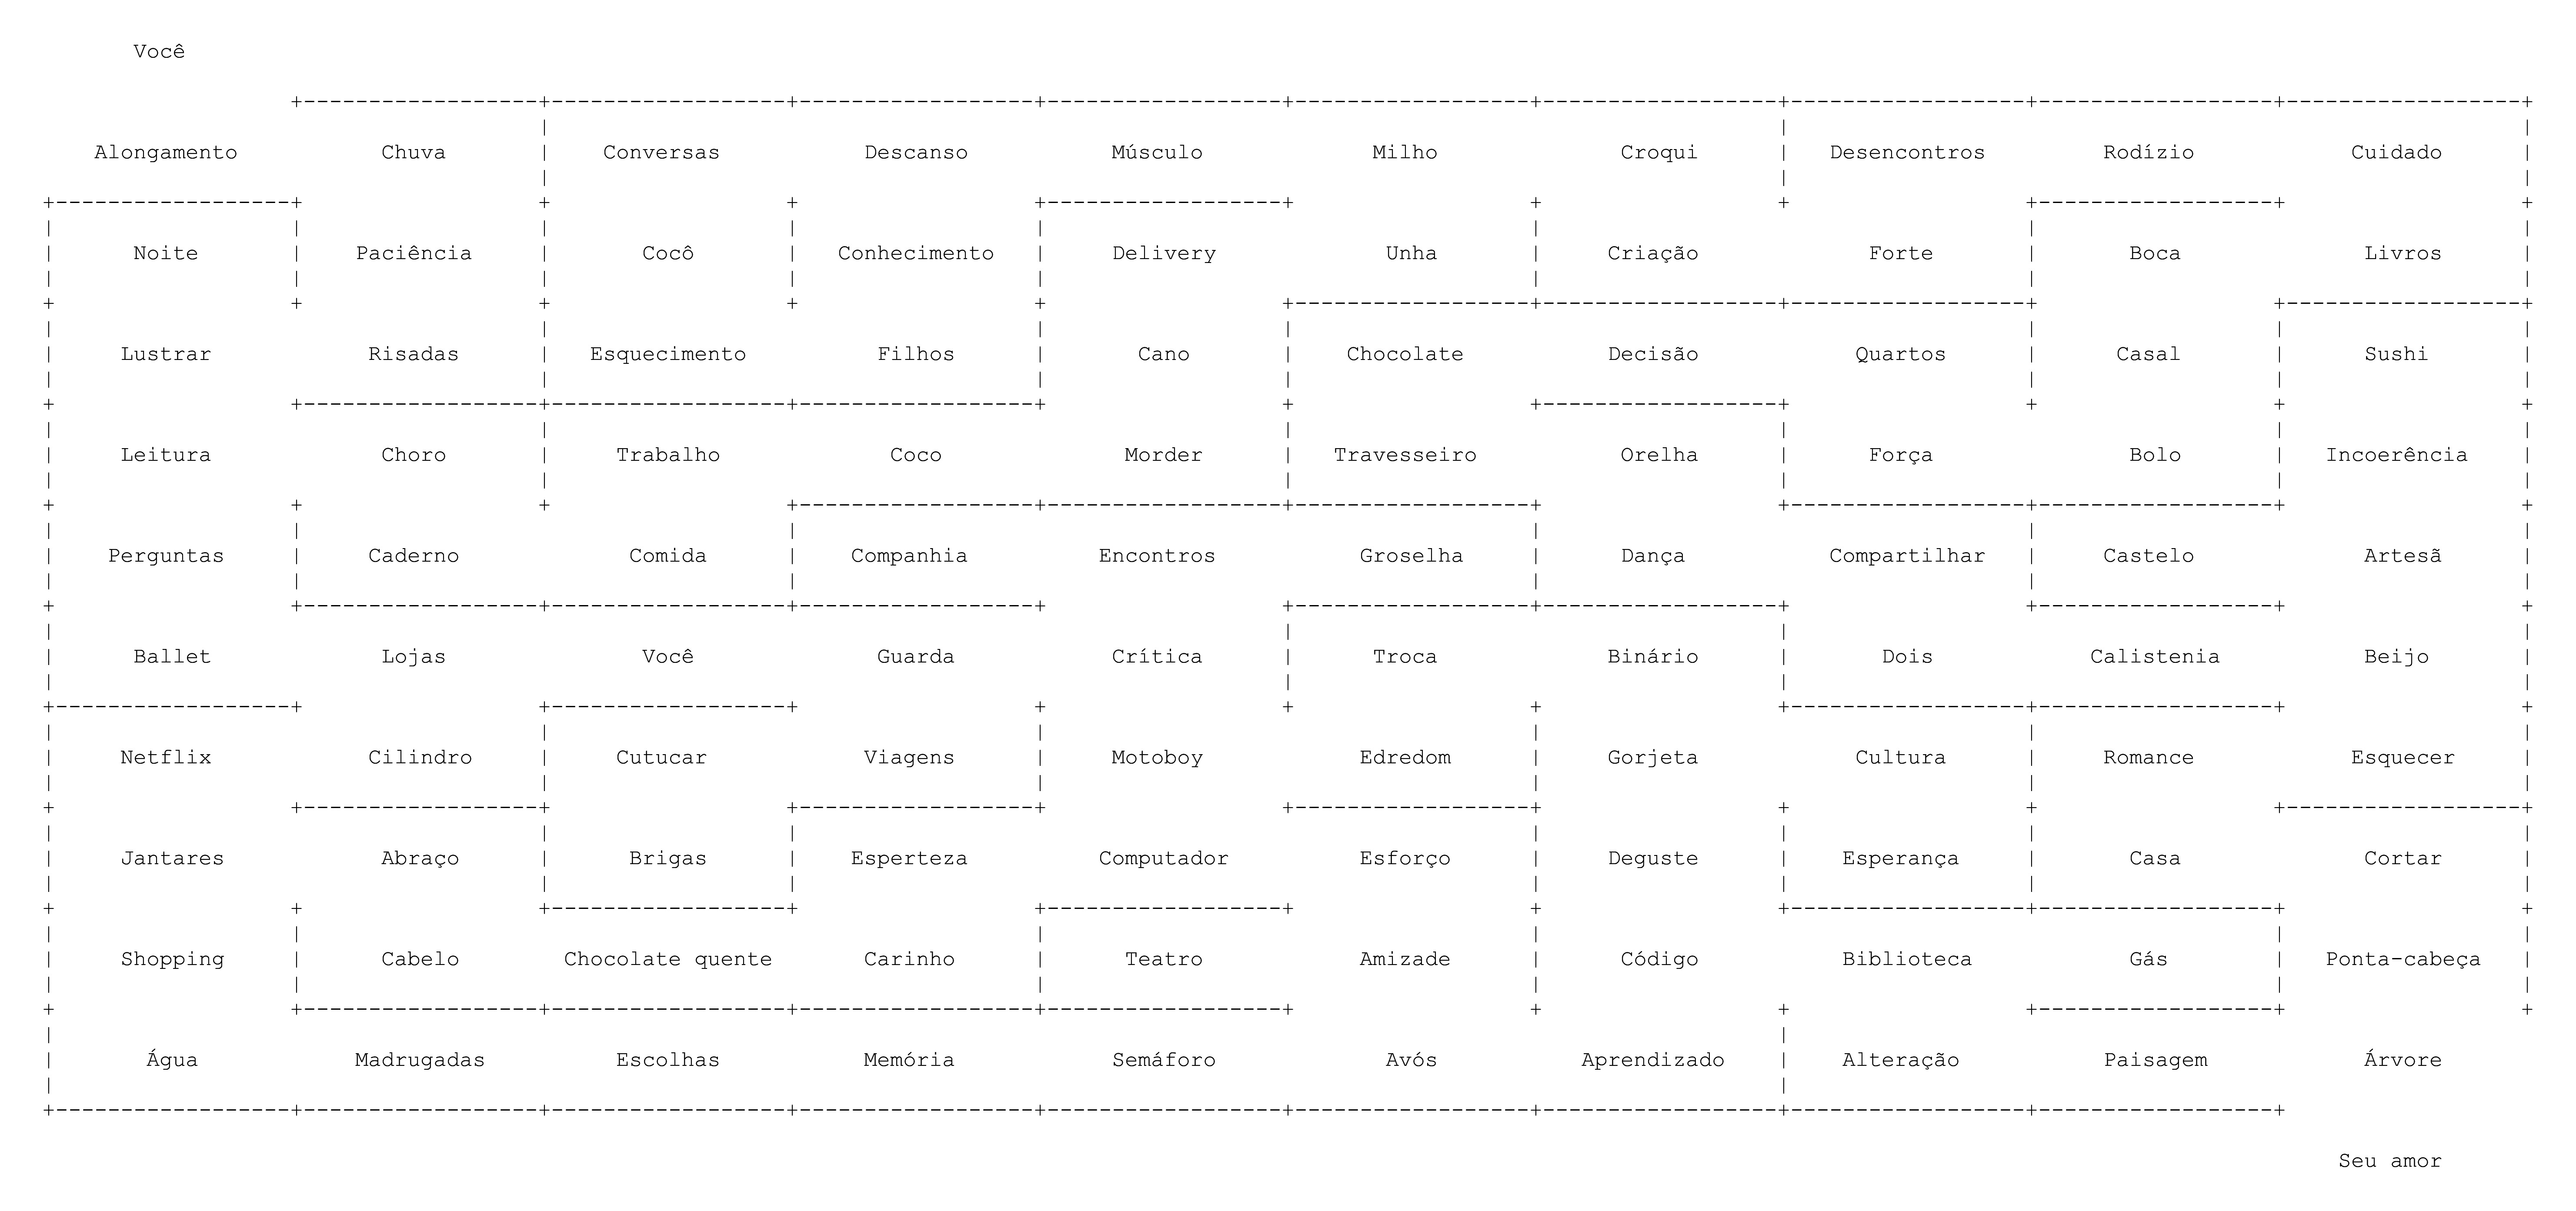 Você
Alongamento Chuva Conversas Descanso Músculo Milho Croqui Desencontros Rodízio Cuidado
Noite Paciência Cocô Conhecimento Delivery Unha Criação Forte Boca Livros
Lustrar Risadas Esquecimento Filhos Cano Chocolate Decisão Quartos Casal Sushi
Leitura Choro Trabalho Coco Morder Travesseiro Orelha Força Bolo Incoerência
Perguntas Caderno Comida Companhia Encontros Groselha Dança Compartilhar Castelo Artesã
Ballet Lojas Você Guarda Crítica Troca Binário Dois Calistenia Beijo
Netflix Cilindro Cutucar Viagens Motoboy Edredom Gorjeta Cultura Romance Esquecer
Jantares Abraço Brigas Esperteza Computador Esforço Deguste Esperança Casa Cortar
Shopping Cabelo Chocolate quente Carinho Teatro Amizade Código Biblioteca Gás Ponta-cabeça
Água Madrugadas Escolhas Memória Semáforo Avós Aprendizado Alteração Paisagem Árvore
Seu amor